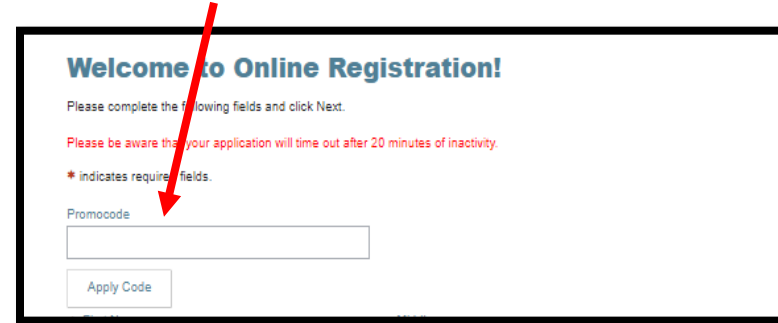 Welcome to Online Registration!
Please complete the following fields and click Next.
Please be aware that your application will time out after 20 minutes of inactivity.
* indicates required fields.
Promocode
Apply Code